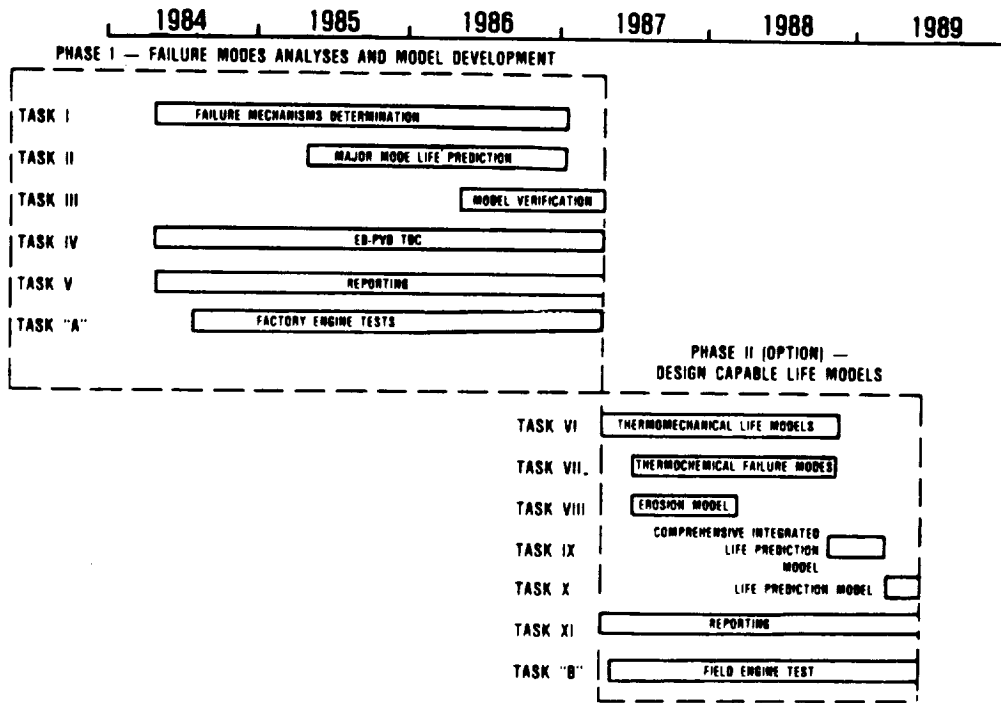 1984 1985 1986 1987 1988 1989
PHASE I — FAILURE MODES ANALYSES AND MODEL DEVELOPMENT
TASK I FAILURE MECHANISMS DETERMINATION
TASK II MAJOR MODE LIFE PREDICTION
TASK III MODEL VERIFICATION
TASK IV EB-PVD TBC
TASK V REPORTING
TASK "A" FACTORY ENGINE TESTS
PHASE II (OPTION) —
DESIGN CAPABLE LIFE MODELS
TASK VI THERMOMECHANICAL LIFE MODELS
TASK VII. THERMOCHEMICAL FAILURE MODES
TASK VIII EROSION MODEL
TASK IX COMPREHENSIVE INTEGRATED
LIFE PREDICTION
MODEL
TASK X LIFE PREDICTION MODEL
TASK XI REPORTING
TASK "B" FIELD ENGINE TEST